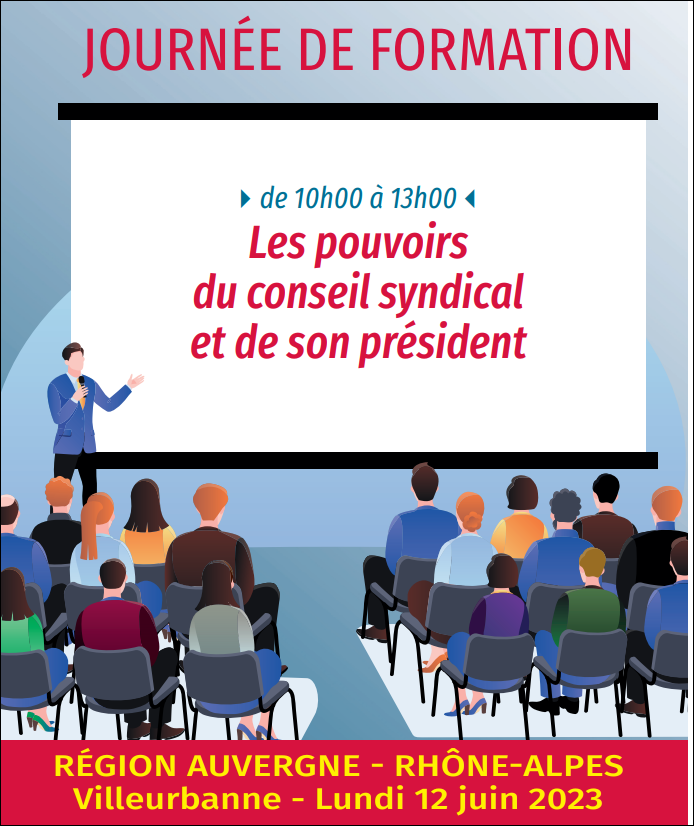 JOURNÉE DE FORMATION
de 10h00 à 13h00
Les pouvoirs
du conseil syndical
et de son président
RÉGION AUVERGNE - RHÔNE-ALPES
Villeurbanne - Lundi 12 juin 2023